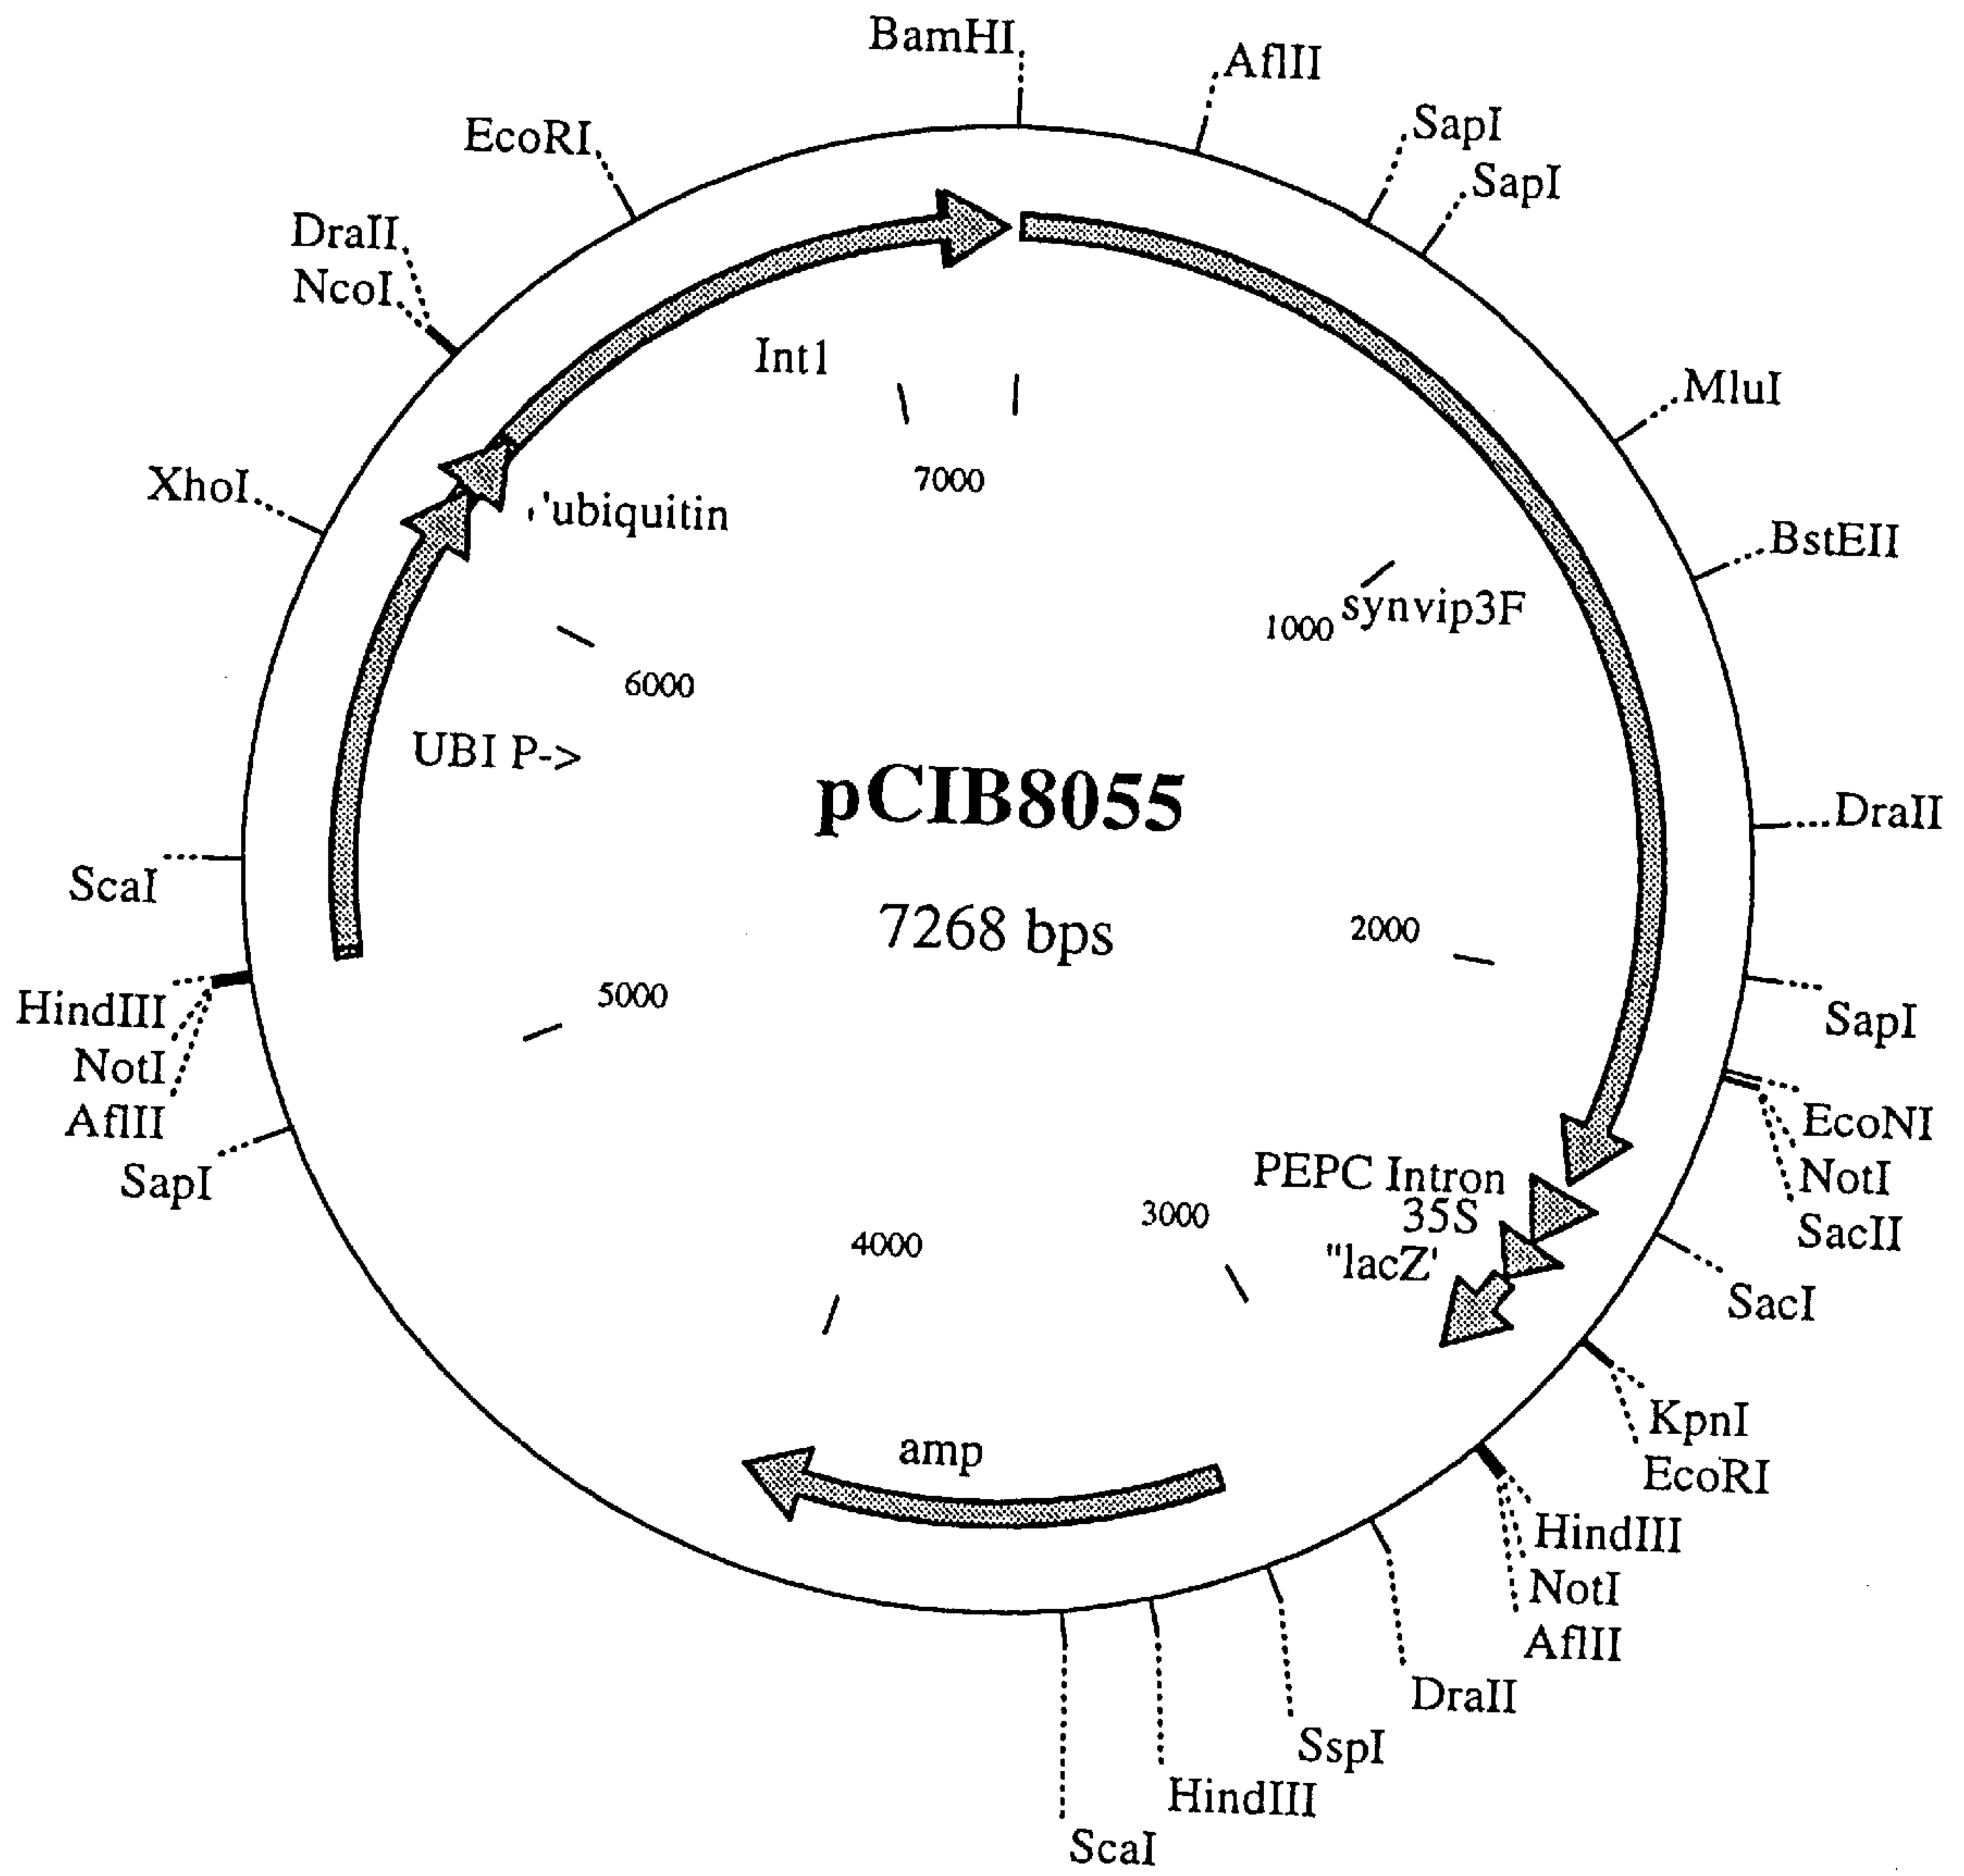 BamHI
AflII
SapI
SapI
EcoRI
DraII
NcoI
Int1
MluI
7000
XhoI
'ubiquitin
BstEII
1000
synvip3F
6000
UBI P->
pCIB8055
7268 bps
DraII
ScaI
2000
5000
HindIII
NotI
AflII
SapI
SapI
EcoNI
NotI
SacII
PEPC Intron
35S
"lacZ'
3000
4000
SacI
KpnI
EcoRI
amp
HindIII
NotI
AflII
DraII
SspI
HindIII
ScaI